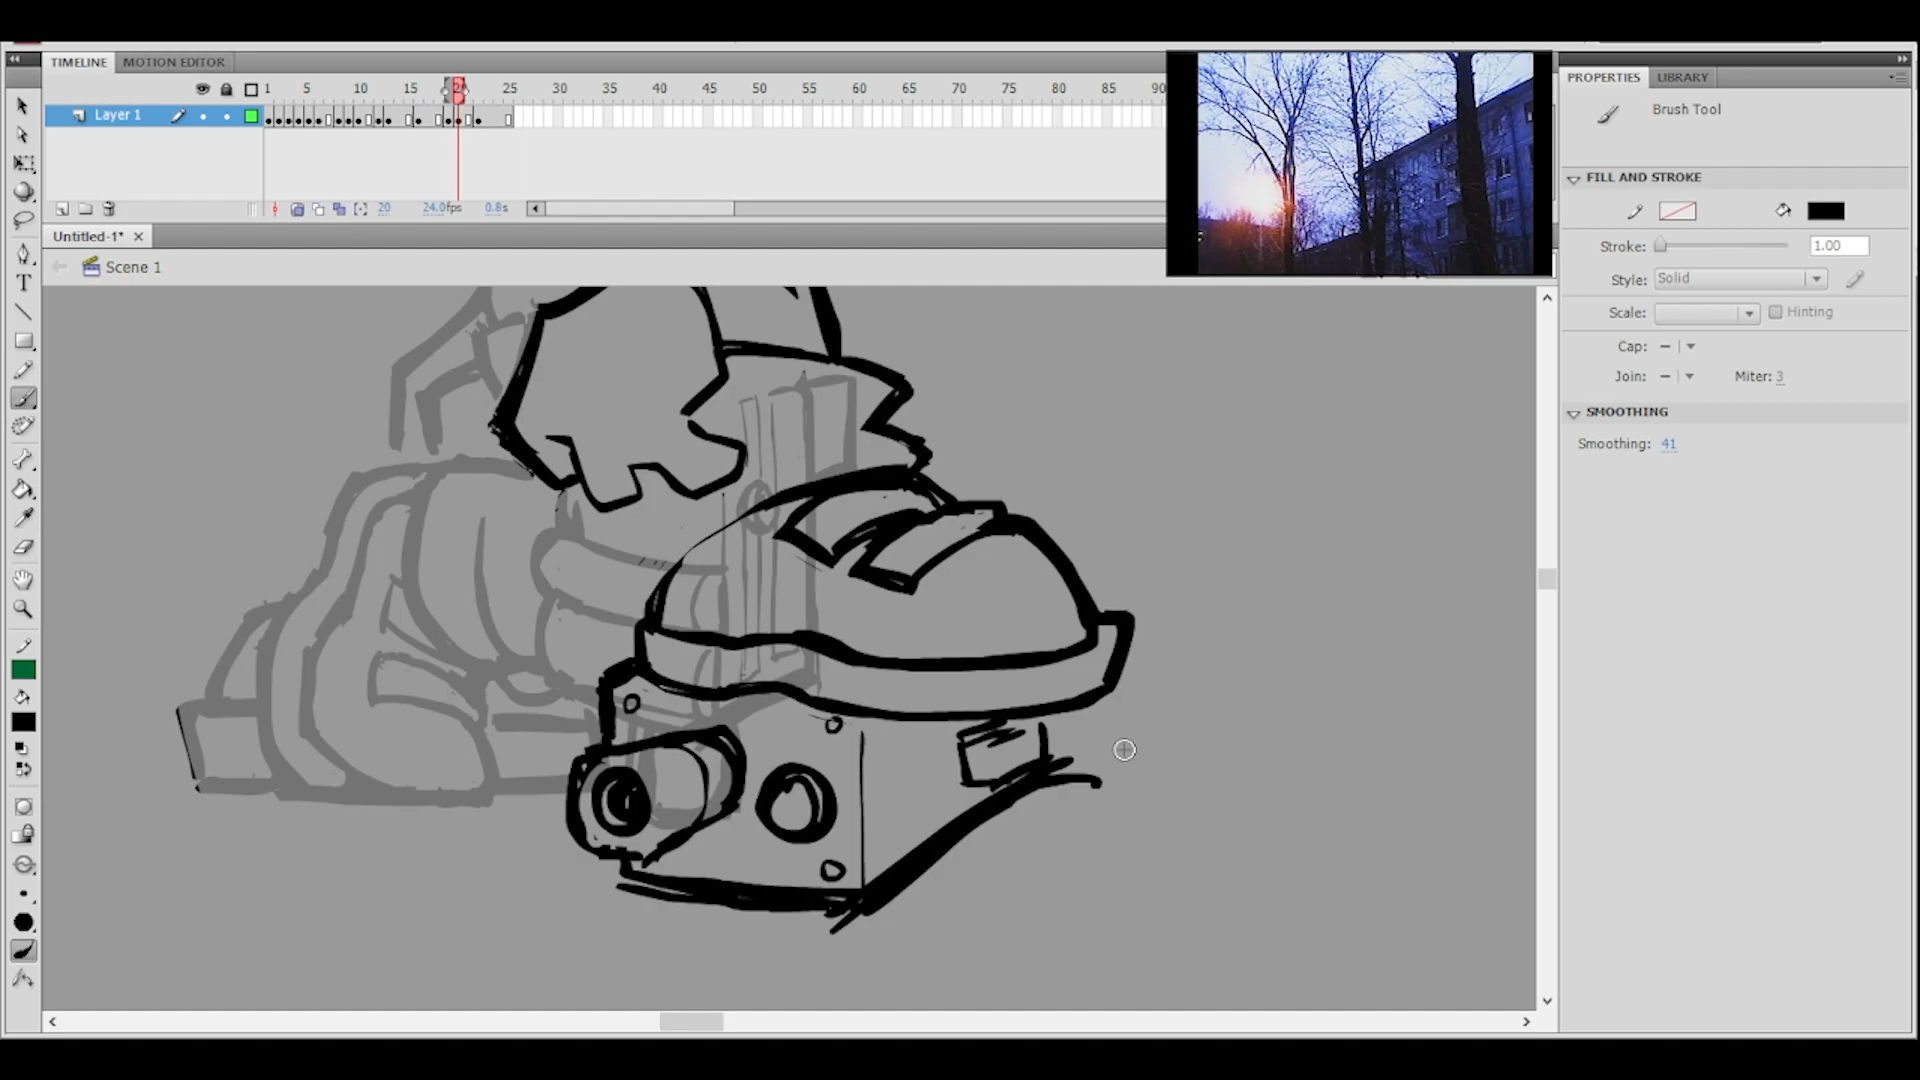 TIMELINE MOTION EDITOR
1 5 10 15 20 25 30 35 40 45 50 55 60 65 70 75 80 85 90
Layer 1
20 24.0fps 0.8s
Untitled-1*
Scene 1
T
PROPERTIES LIBRARY
Brush Tool
FILL AND STROKE
Stroke: 1.00
Style: Solid
Scale: Hinting
Cap:
Join: Miter: 3
SMOOTHING
Smoothing: 41